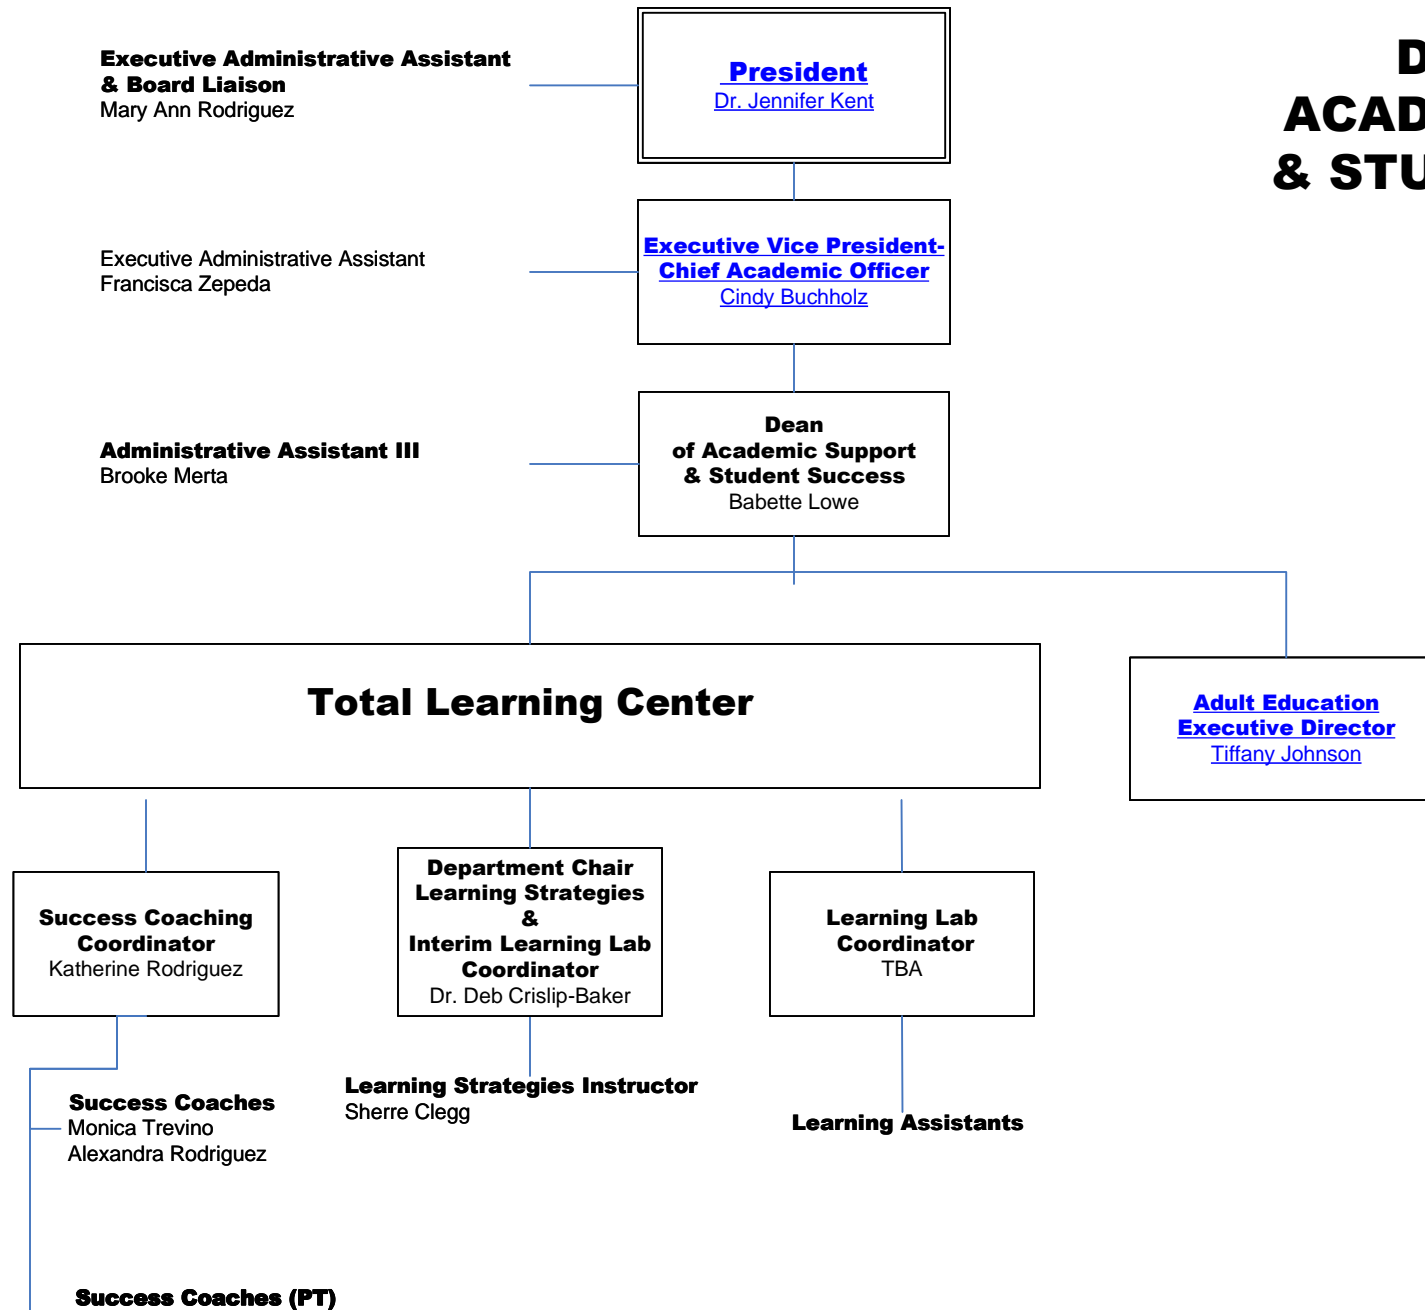 Executive Administrative Assistant
& Board Liaison
Mary Ann Rodriguez
President
Dr. Jennifer Kent
D
ACAD
& STU
Executive Administrative Assistant
Francisca Zepeda
Executive Vice President-
Chief Academic Officer
Cindy Buchholz
Administrative Assistant III
Brooke Merta
Dean
of Academic Support
& Student Success
Babette Lowe
Total Learning Center
Adult Education
Executive Director
Tiffany Johnson
Success Coaching
Coordinator
Katherine Rodriguez
Department Chair
Learning Strategies
&
Interim Learning Lab
Coordinator
Dr. Deb Crislip-Baker
Learning Lab
Coordinator
TBA
Success Coaches
Monica Trevino
Alexandra Rodriguez
Learning Strategies Instructor
Sherre Clegg
Learning Assistants
Success Coaches (PT)